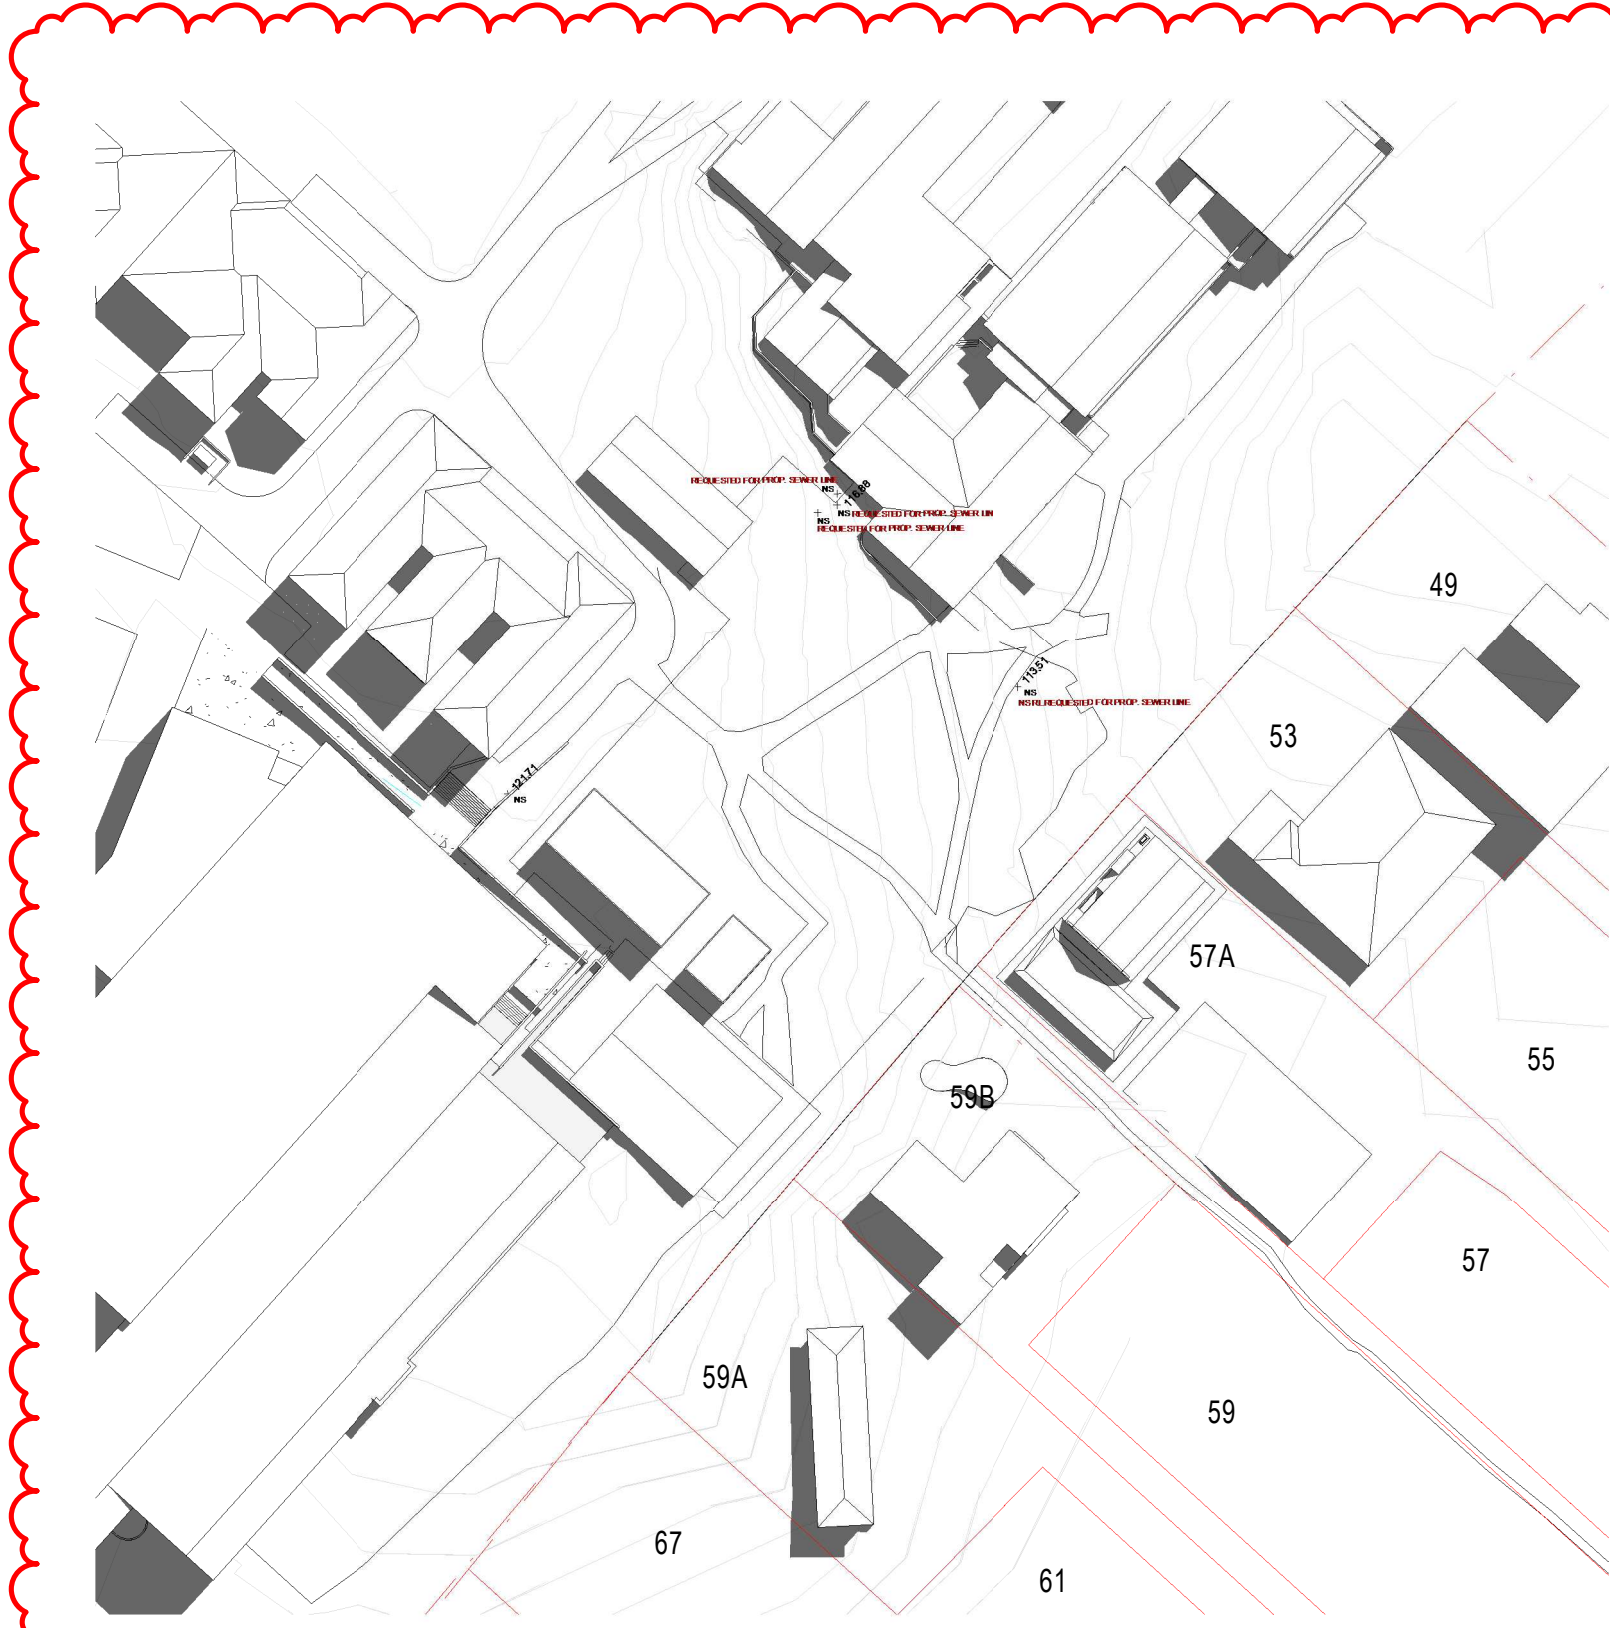 REQUESTED FOR PROP. SEWER LINE
NS
116.88
NS REQUESTED FOR PROP. SEWER LIN
NS
REQUESTED FOR PROP. SEWER LINE
49
113.51
NS
NS RL REQUESTED FOR PROP. SEWER LINE
53
121.71
NS
57A
55
59B
57
59A
59
67
61